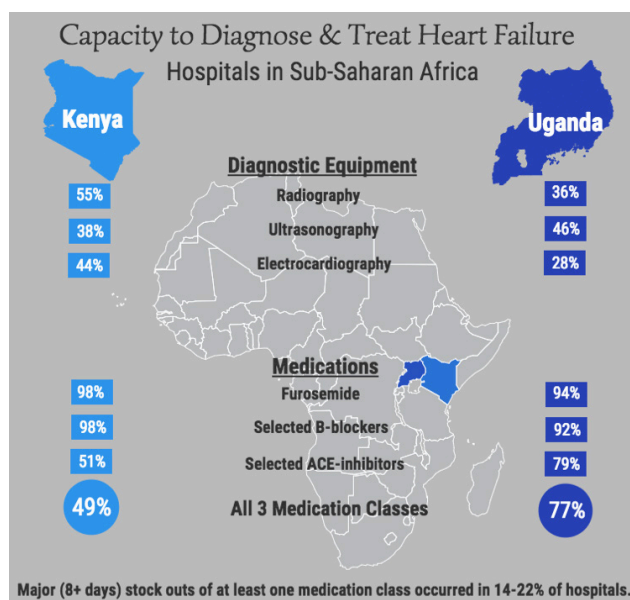 Capacity to Diagnose & Treat Heart Failure
Hospitals in Sub-Saharan Africa
Kenya
Uganda
Diagnostic Equipment
55% Radiography 36%
38% Ultrasonography 46%
44% Electrocardiography 28%
Medications
98% Furosemide 94%
98% Selected B-blockers 92%
51% Selected ACE-inhibitors 79%
49% All 3 Medication Classes 77%
Major (8+ days) stock outs of at least one medication class occurred in 14-22% of hospitals.